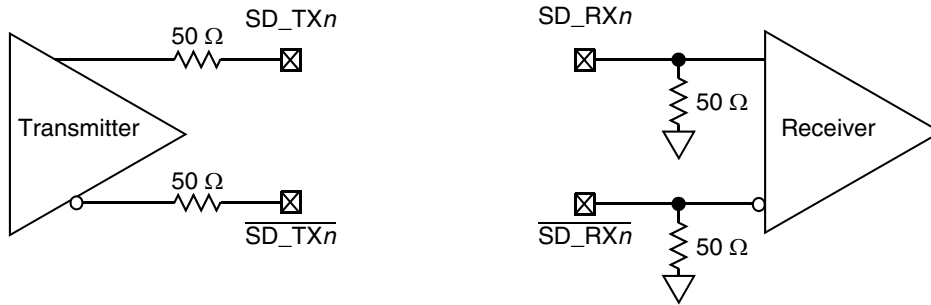 SD_TXn
50 Ω
Transmitter
50 Ω
SD_TXn
SD_RXn
50 Ω
Receiver
SD_RXn
50 Ω